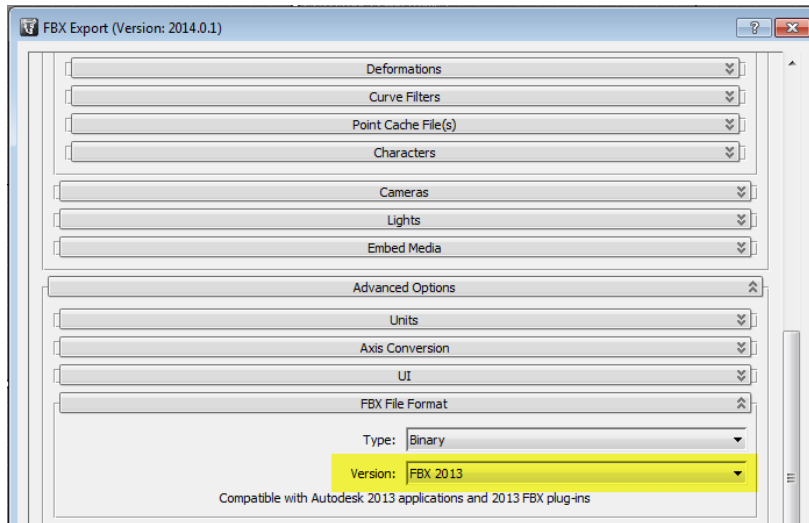 FBX Export (Version: 2014.0.1)
Deformations
Curve Filters
Point Cache File(s)
Characters
Cameras
Lights
Embed Media
Advanced Options
Units
Axis Conversion
UI
FBX File Format
Type: Binary
Version: FBX 2013
Compatible with Autodesk 2013 applications and 2013 FBX plug-ins